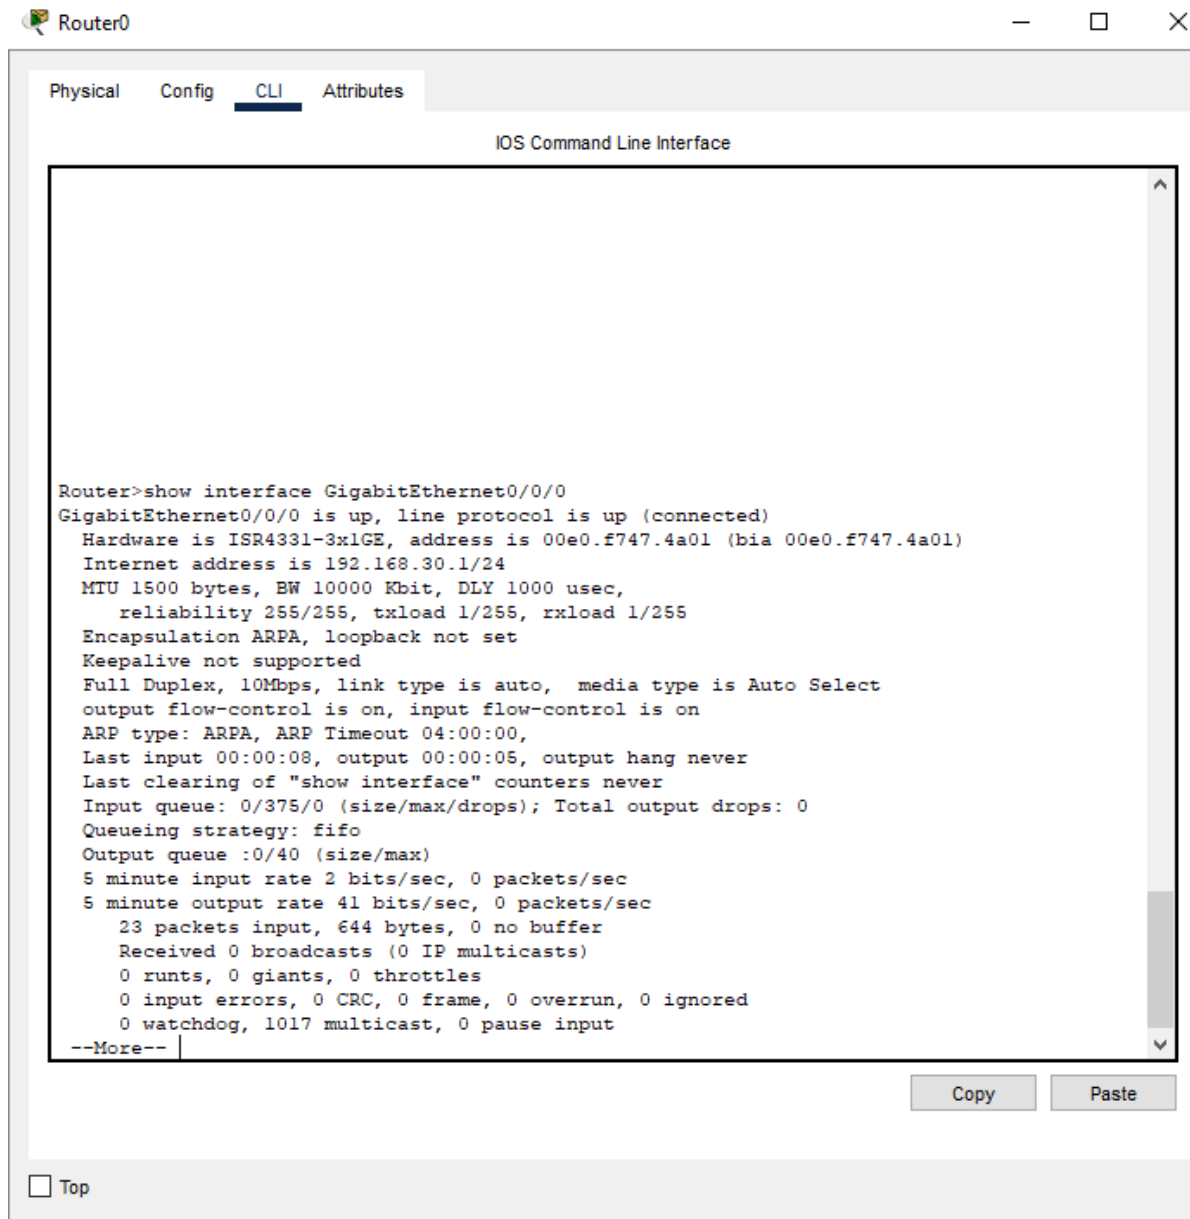 Router0
Physical Config CLI Attributes
IOS Command Line Interface
Router>show interface GigabitEthernet0/0/0
GigabitEthernet0/0/0 is up, line protocol is up (connected)
  Hardware is ISR4331-3x1GE, address is 00e0.f747.4a01 (bia 00e0.f747.4a01)
  Internet address is 192.168.30.1/24
  MTU 1500 bytes, BW 10000 Kbit, DLY 1000 usec,
     reliability 255/255, txload 1/255, rxload 1/255
  Encapsulation ARPA, loopback not set
  Keepalive not supported
  Full Duplex, 10Mbps, link type is auto,  media type is Auto Select
  output flow-control is on, input flow-control is on
  ARP type: ARPA, ARP Timeout 04:00:00,
  Last input 00:00:08, output 00:00:05, output hang never
  Last clearing of "show interface" counters never
  Input queue: 0/375/0 (size/max/drops); Total output drops: 0
  Queueing strategy: fifo
  Output queue :0/40 (size/max)
  5 minute input rate 2 bits/sec, 0 packets/sec
  5 minute output rate 41 bits/sec, 0 packets/sec
     23 packets input, 644 bytes, 0 no buffer
     Received 0 broadcasts (0 IP multicasts)
     0 runts, 0 giants, 0 throttles
     0 input errors, 0 CRC, 0 frame, 0 overrun, 0 ignored
     0 watchdog, 1017 multicast, 0 pause input
 --More--
Copy Paste
Top